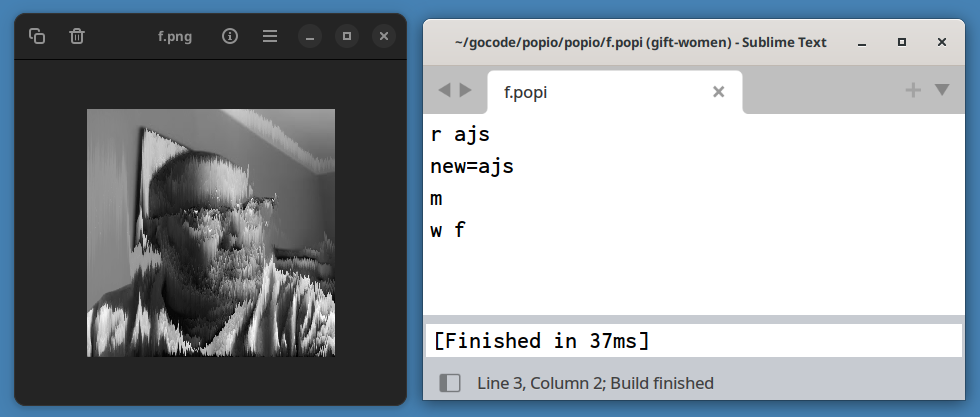 f.png
~/gocode/popio/popio/f.popi (gift-women) - Sublime Text
f.popi
r ajs
new=ajs
m
w f
[Finished in 37ms]
Line 3, Column 2; Build finished